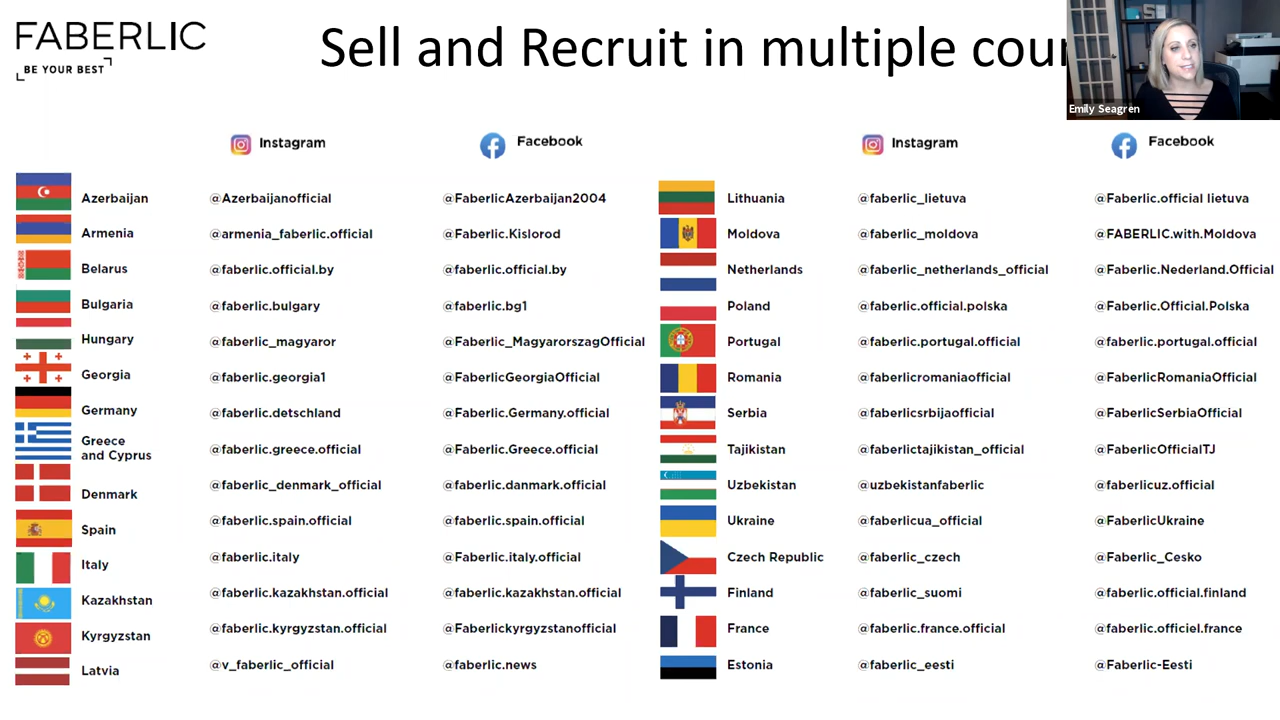 FABERLIC
BE YOUR BEST
Sell and Recruit in multiple cou
Emily Seagren
Instagram Facebook Instagram Facebook
Azerbaijan @Azerbaijanofficial @FaberlicAzerbaijan2004 Lithuania @faberlic_lietuva @Faberlic.official lietuva
Armenia @armenia_faberlic.official @Faberlic.Kislorod Moldova @faberlic_moldova @FABERLIC.with.Moldova
Belarus @faberlic.official.by @faberlic.official.by Netherlands @faberlic_netherlands_official @Faberlic.Nederland.Official
Bulgaria @faberlic.bulgary @faberlic.bg1 Poland @faberlic.official.polska @Faberlic.Official.Polska
Hungary @faberlic_magyaror @Faberlic_MagyarorszagOfficial Portugal @faberlic.portugal.official @faberlic.portugal.official
Georgia @faberlic.georgia1 @FaberlicGeorgiaOfficial Romania @faberlicromaniaofficial @FaberlicRomaniaOfficial
Germany @faberlic.detschland @Faberlic.Germany.official Serbia @faberlicsrbijaofficial @FaberlicSerbiaOfficial
Greece
and Cyprus @faberlic.greece.official @Faberlic.Greece.official Tajikistan @faberlictajikistan_official @FaberlicOfficialTJ
Denmark @faberlic_denmark_official @faberlic.danmark.official Uzbekistan @uzbekistanfaberlic @faberlicuz.official
Spain @faberlic.spain.official @faberlic.spain.official Ukraine @faberlicua_official @FaberlicUkraine
Italy @faberlic.italy @Faberlic.italy.official Czech Republic @faberlic_czech @Faberlic_Cesko
Kazakhstan @faberlic.kazakhstan.official @faberlic.kazakhstan.official Finland @faberlic_suomi @faberlic.official.finland
Kyrgyzstan @faberlic.kyrgyzstan.official @Faberlickyrgyzstanofficial France @faberlic.france.official @faberlic.officiel.france
Latvia @v_faberlic_official @faberlic.news Estonia @faberlic_eesti @Faberlic-Eesti